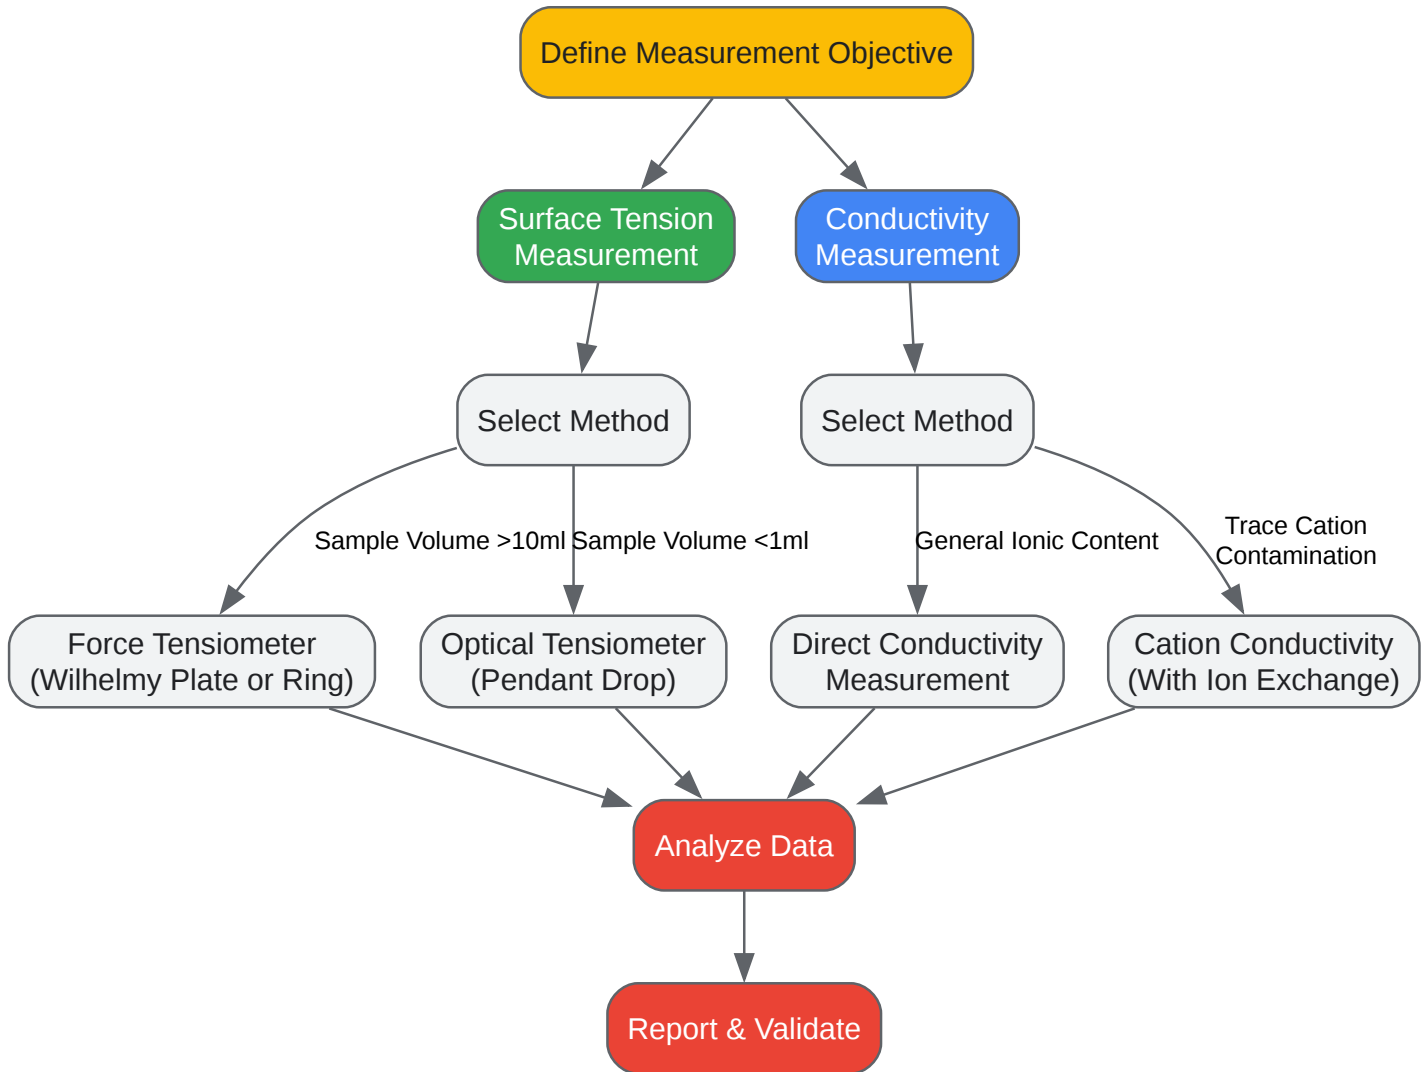 Define Measurement Objective
Surface Tension
Measurement
Conductivity
Measurement
Select Method
Select Method
Sample Volume >10ml
Sample Volume <1ml
General Ionic Content
Trace Cation
Contamination
Force Tensiometer
(Wilhelmy Plate or Ring)
Optical Tensiometer
(Pendant Drop)
Direct Conductivity
Measurement
Cation Conductivity
(With Ion Exchange)
Analyze Data
Report & Validate